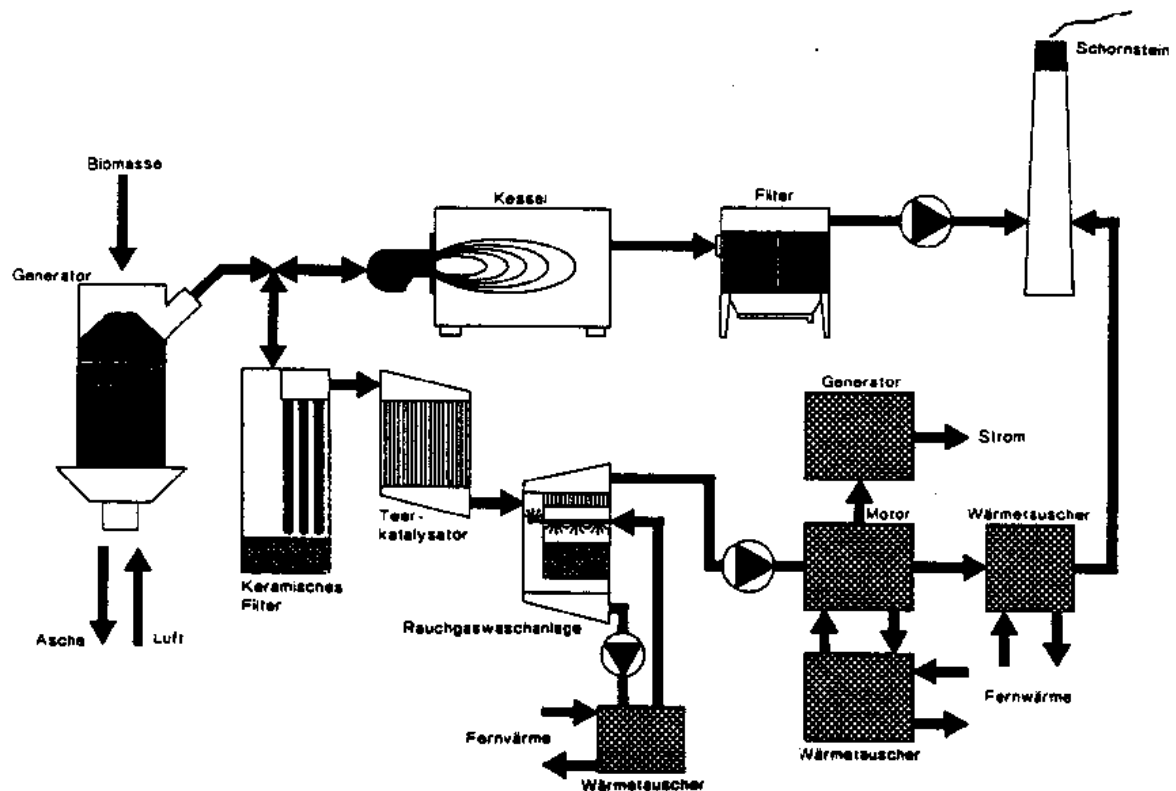 Schornstein
Biomasse
Kessel
Filter
Generator
Generator
Strom
Teer-
katalysator
Motor
Wärmetauscher
Keramisches
Filter
Asche
Luft
Rauchgaswaschanlage
Fernwärme
Fernwärme
Wärmetauscher
Wärmetauscher